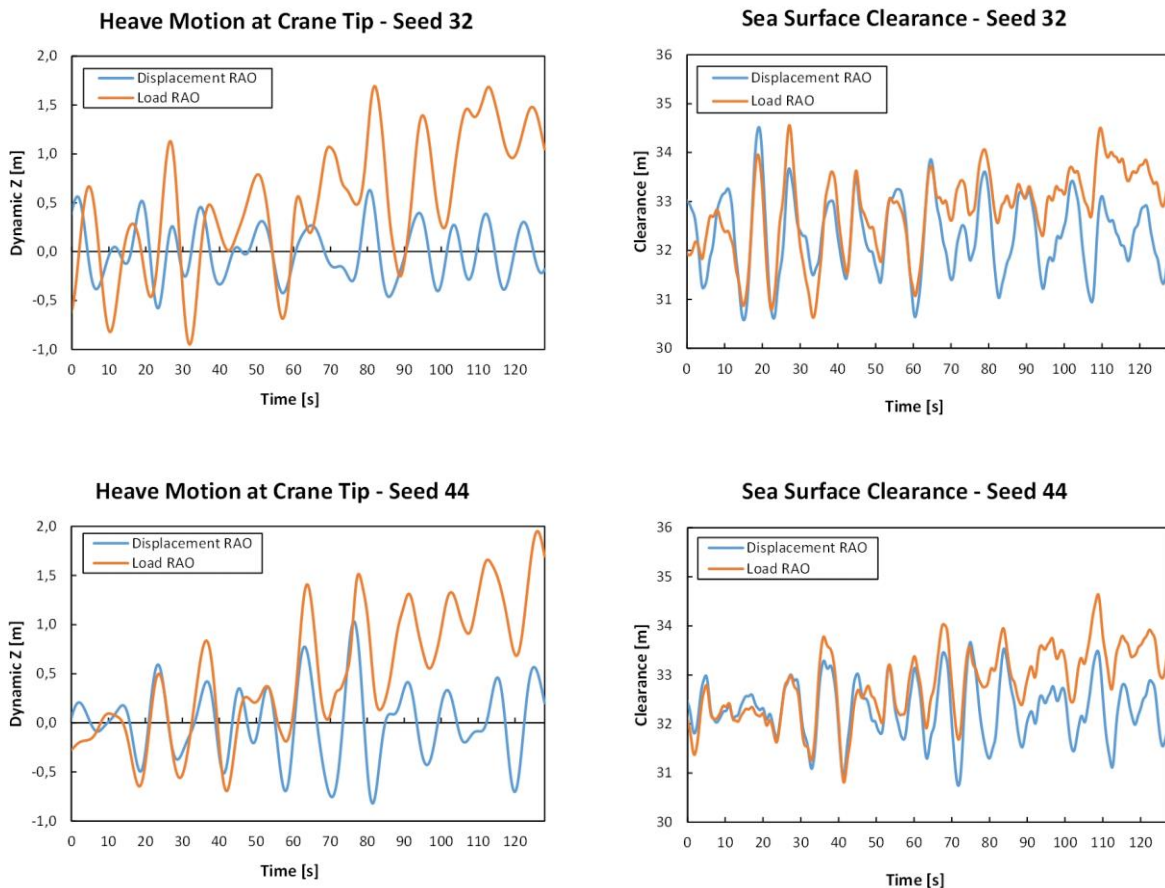 Heave Motion at Crane Tip - Seed 32
2,0
1,5
1,0
0,5
0,0
-0,5
-1,0
Dynamic Z [m]
Displacement RAO
Load RAO
0 10 20 30 40 50 60 70 80 90 100 110 120
Time [s]
Sea Surface Clearance - Seed 32
36
35
34
33
32
31
30
Clearance [m]
Displacement RAO
Load RAO
0 10 20 30 40 50 60 70 80 90 100 110 120
Time [s]
Heave Motion at Crane Tip - Seed 44
2,0
1,5
1,0
0,5
0,0
-0,5
-1,0
Dynamic Z [m]
Displacement RAO
Load RAO
0 10 20 30 40 50 60 70 80 90 100 110 120
Time [s]
Sea Surface Clearance - Seed 44
36
35
34
33
32
31
30
Clearance [m]
Displacement RAO
Load RAO
0 10 20 30 40 50 60 70 80 90 100 110 120
Time [s]